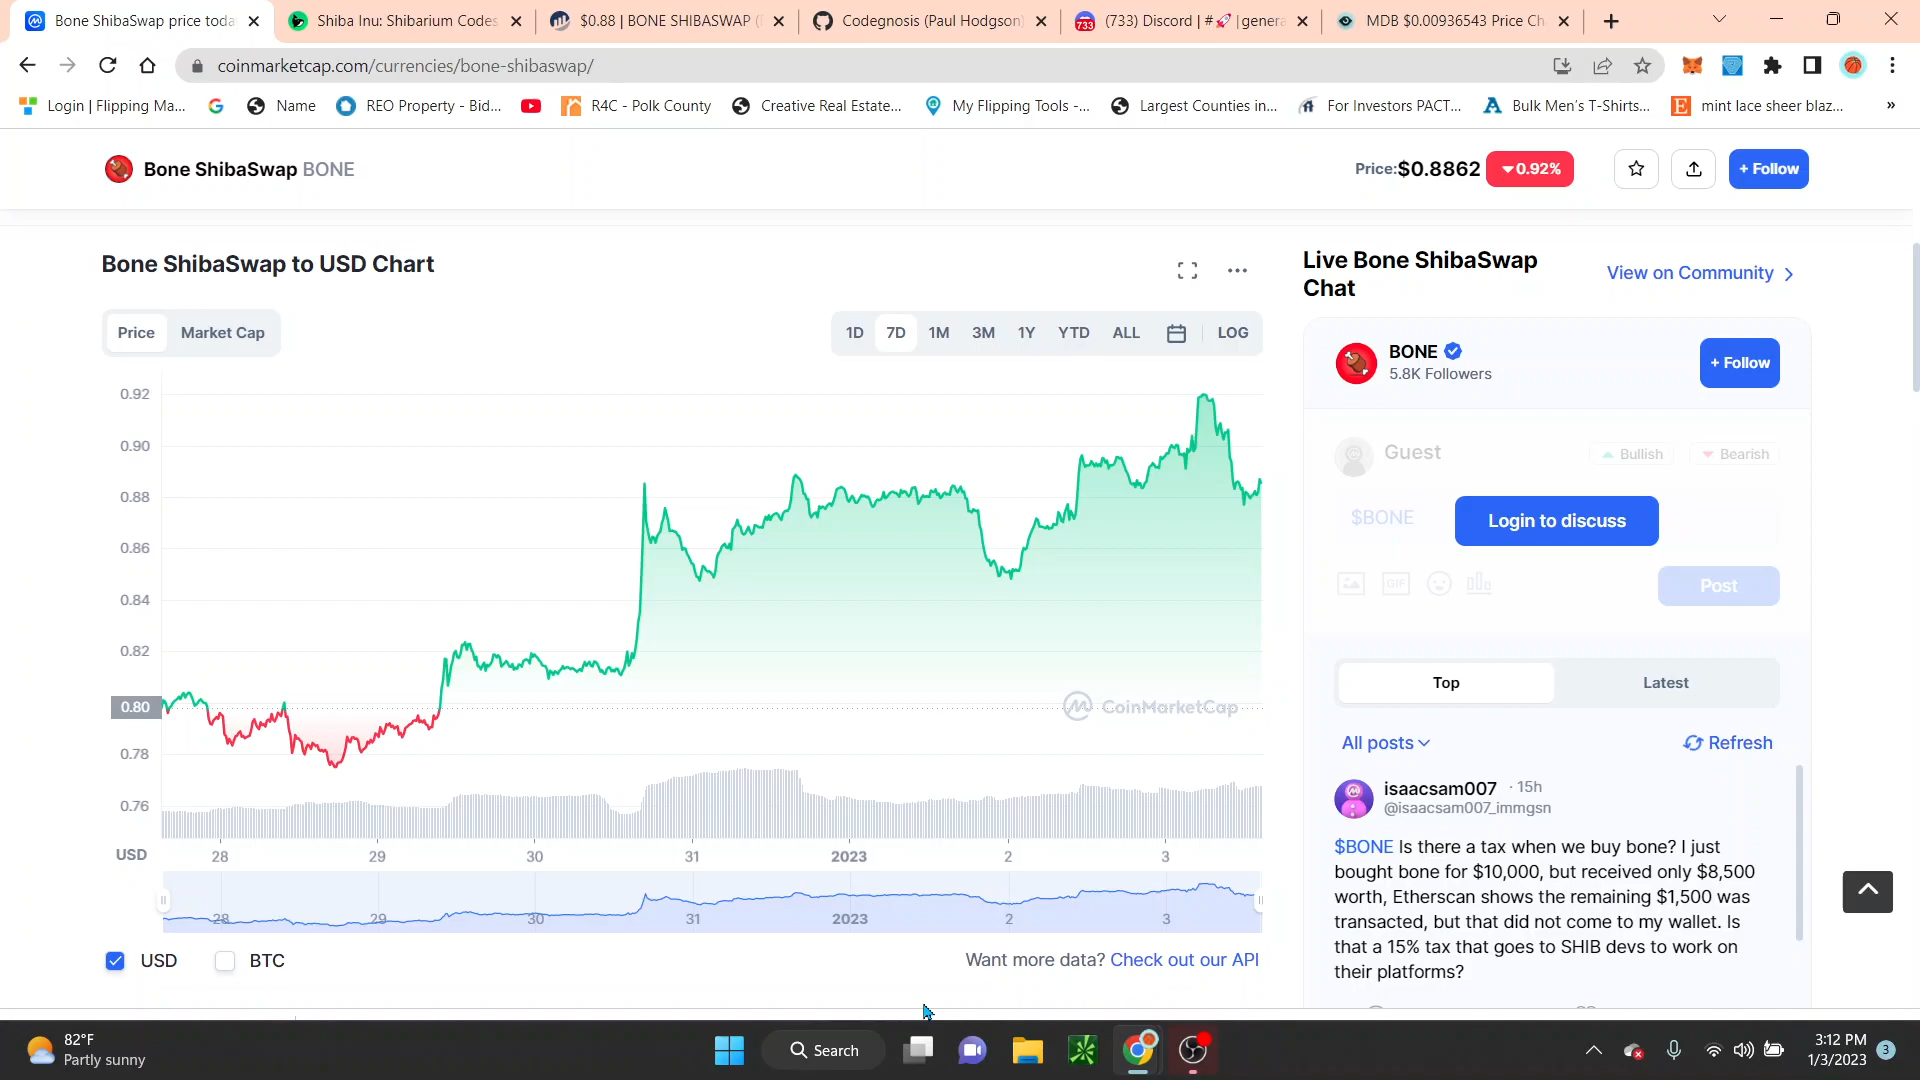 Bone ShibaSwap price toda
Shiba Inu: Shibarium Codes
$0.88 | BONE SHIBASWAP (
Codegnosis (Paul Hodgson)
(733) Discord | #🚀|genera
MDB $0.00936543 Price Ch
coinmarketcap.com/currencies/bone-shibaswap/
Login | Flipping Ma...
Name
REO Property - Bid...
R4C - Polk County
Creative Real Estate...
My Flipping Tools -...
Largest Counties in...
For Investors PACT...
Bulk Men's T-Shirts...
mint lace sheer blaz...
»
Bone ShibaSwap BONE
Price:$0.8862
0.92%
+ Follow
Bone ShibaSwap to USD Chart
Price
Market Cap
1D
7D
1M
3M
1Y
YTD
ALL
LOG
0.92
0.90
0.88
0.86
0.84
0.82
0.80
0.78
0.76
CoinMarketCap
USD
28
29
30
31
2023
2
3
28
29
30
31
2023
2
3
USD
BTC
Want more data? Check out our API
Live Bone ShibaSwap
Chat
View on Community
BONE
5.8K Followers
+ Follow
Guest
Bullish
Bearish
$BONE
Login to discuss
GIF
Post
Top
Latest
All posts
Refresh
isaacsam007 · 15h
@isaacsam007_immgsn
$BONE Is there a tax when we buy bone? I just
bought bone for $10,000, but received only $8,500
worth, Etherscan shows the remaining $1,500 was
transacted, but that did not come to my wallet. Is
that a 15% tax that goes to SHIB devs to work on
their platforms?
82°F
Partly sunny
Search
3:12 PM
1/3/2023
3